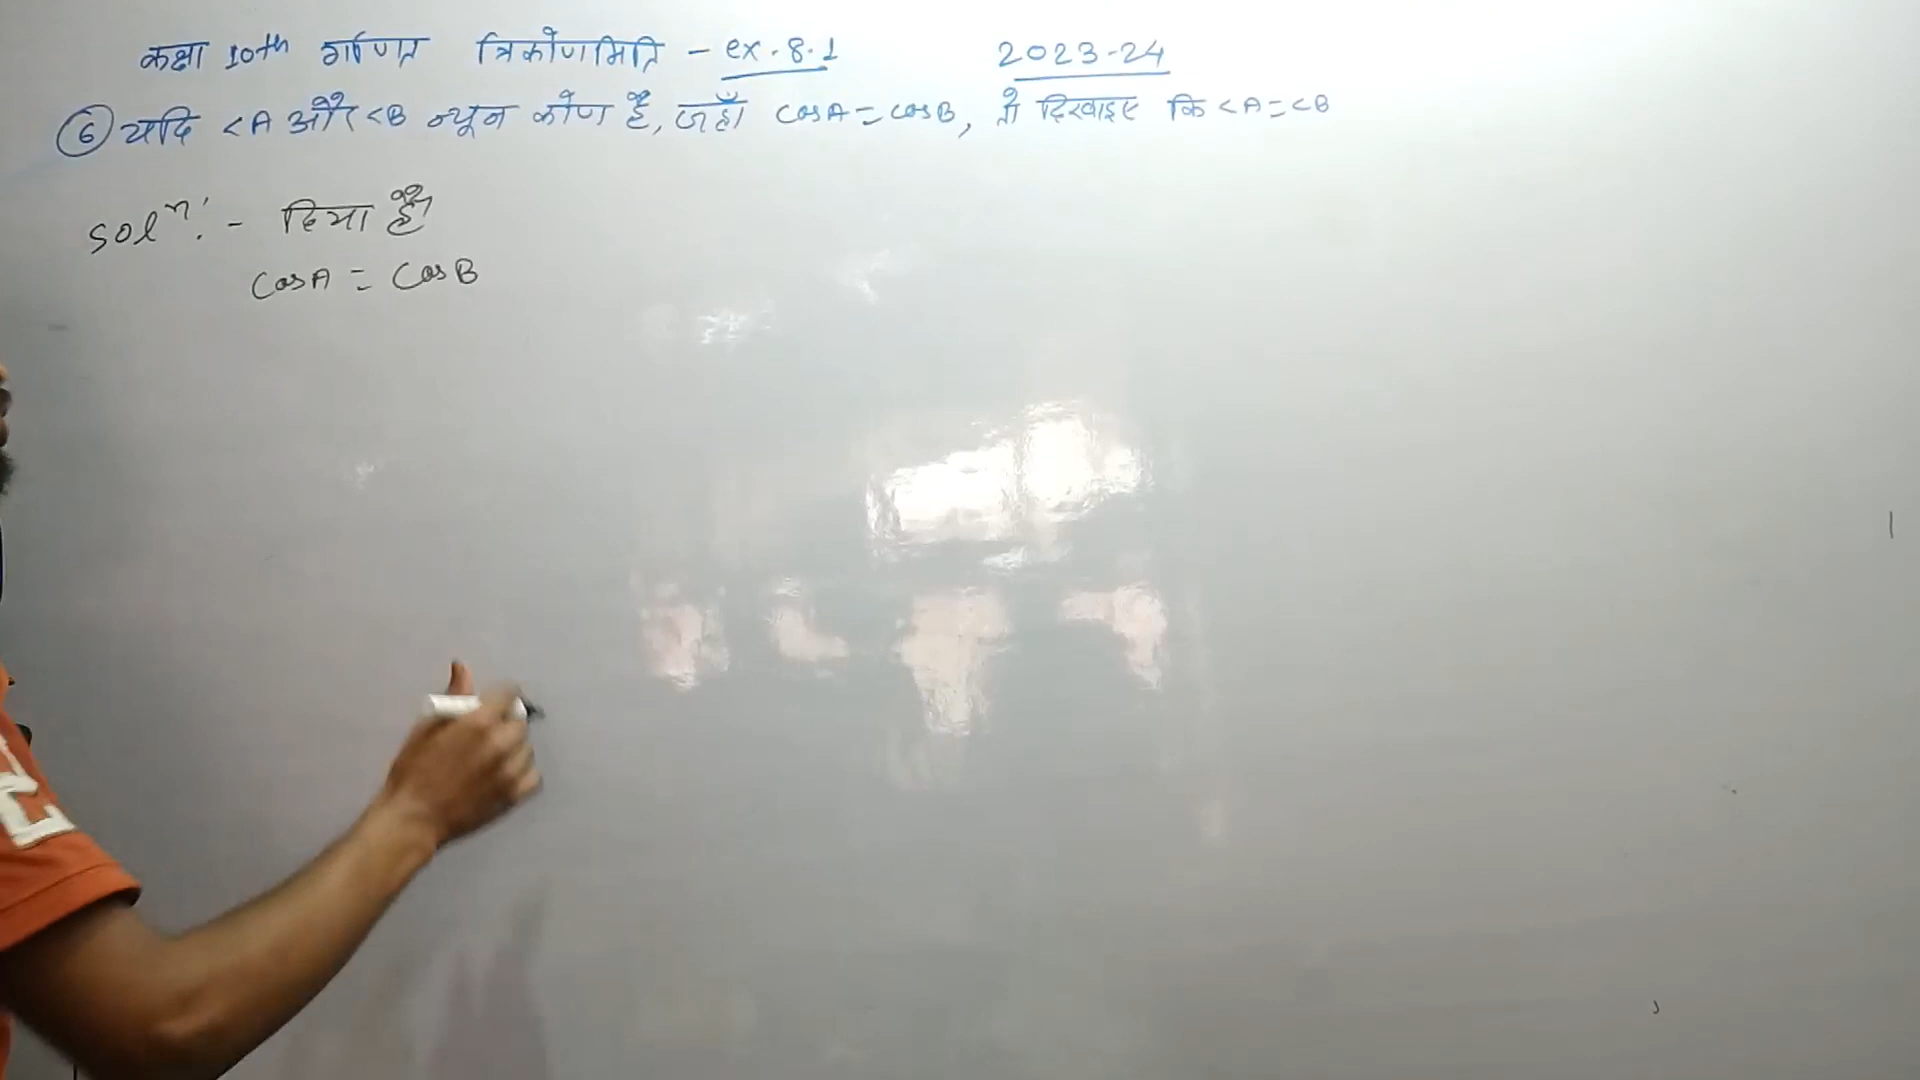 कक्षा 10th गणित त्रिकोणमिति - ex. 8.1 2023-24
⑥ यदि <A और <B न्यून कोण है, जहाँ cosA = cosB, तो दिखाइए कि <A = <B
Solⁿ: - दिया है
CosA = CosB